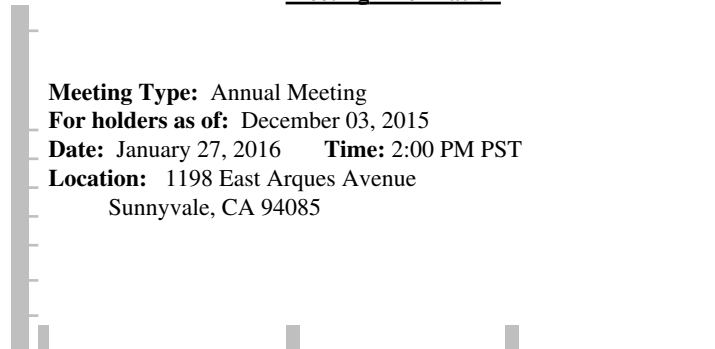 Meeting Type: Annual Meeting
For holders as of: December 03, 2015
Date: January 27, 2016 Time: 2:00 PM PST
Location: 1198 East Arques Avenue
Sunnyvale, CA 94085